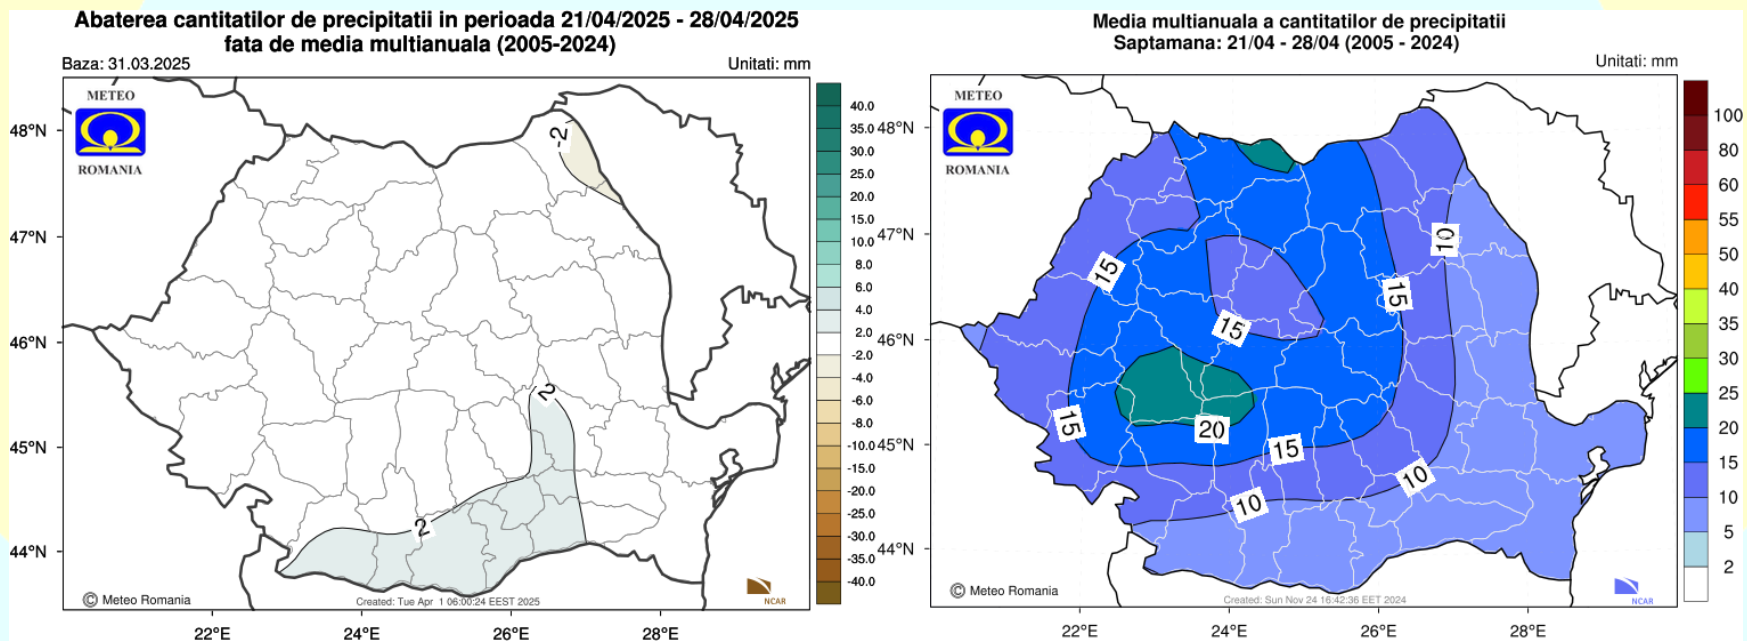 Abaterea cantitatilor de precipitatii in perioada 21/04/2025 - 28/04/2025
fata de media multianuala (2005-2024)
Baza: 31.03.2025
Unitati: mm
METEO
ROMANIA
48°N
47°N
46°N
45°N
44°N
-2
2
2
40.0
35.0
30.0
25.0
20.0
15.0
10.0
8.0
6.0
4.0
2.0
-2.0
-4.0
-6.0
-8.0
-10.0
-15.0
-20.0
-25.0
-30.0
-35.0
-40.0
© Meteo Romania
Created: Tue Apr 1 06:00:24 EEST 2025
NCAR
22°E
24°E
26°E
28°E
Media multianuala a cantitatilor de precipitatii
Saptamana: 21/04 - 28/04 (2005 - 2024)
Unitati: mm
METEO
ROMANIA
48°N
47°N
46°N
45°N
44°N
10
15
15
15
15
20
15
10
10
100
80
60
55
50
40
35
30
25
20
15
10
5
2
© Meteo Romania
Created: Sun Nov 24 16:42:36 EET 2024
NCAR
22°E
24°E
26°E
28°E